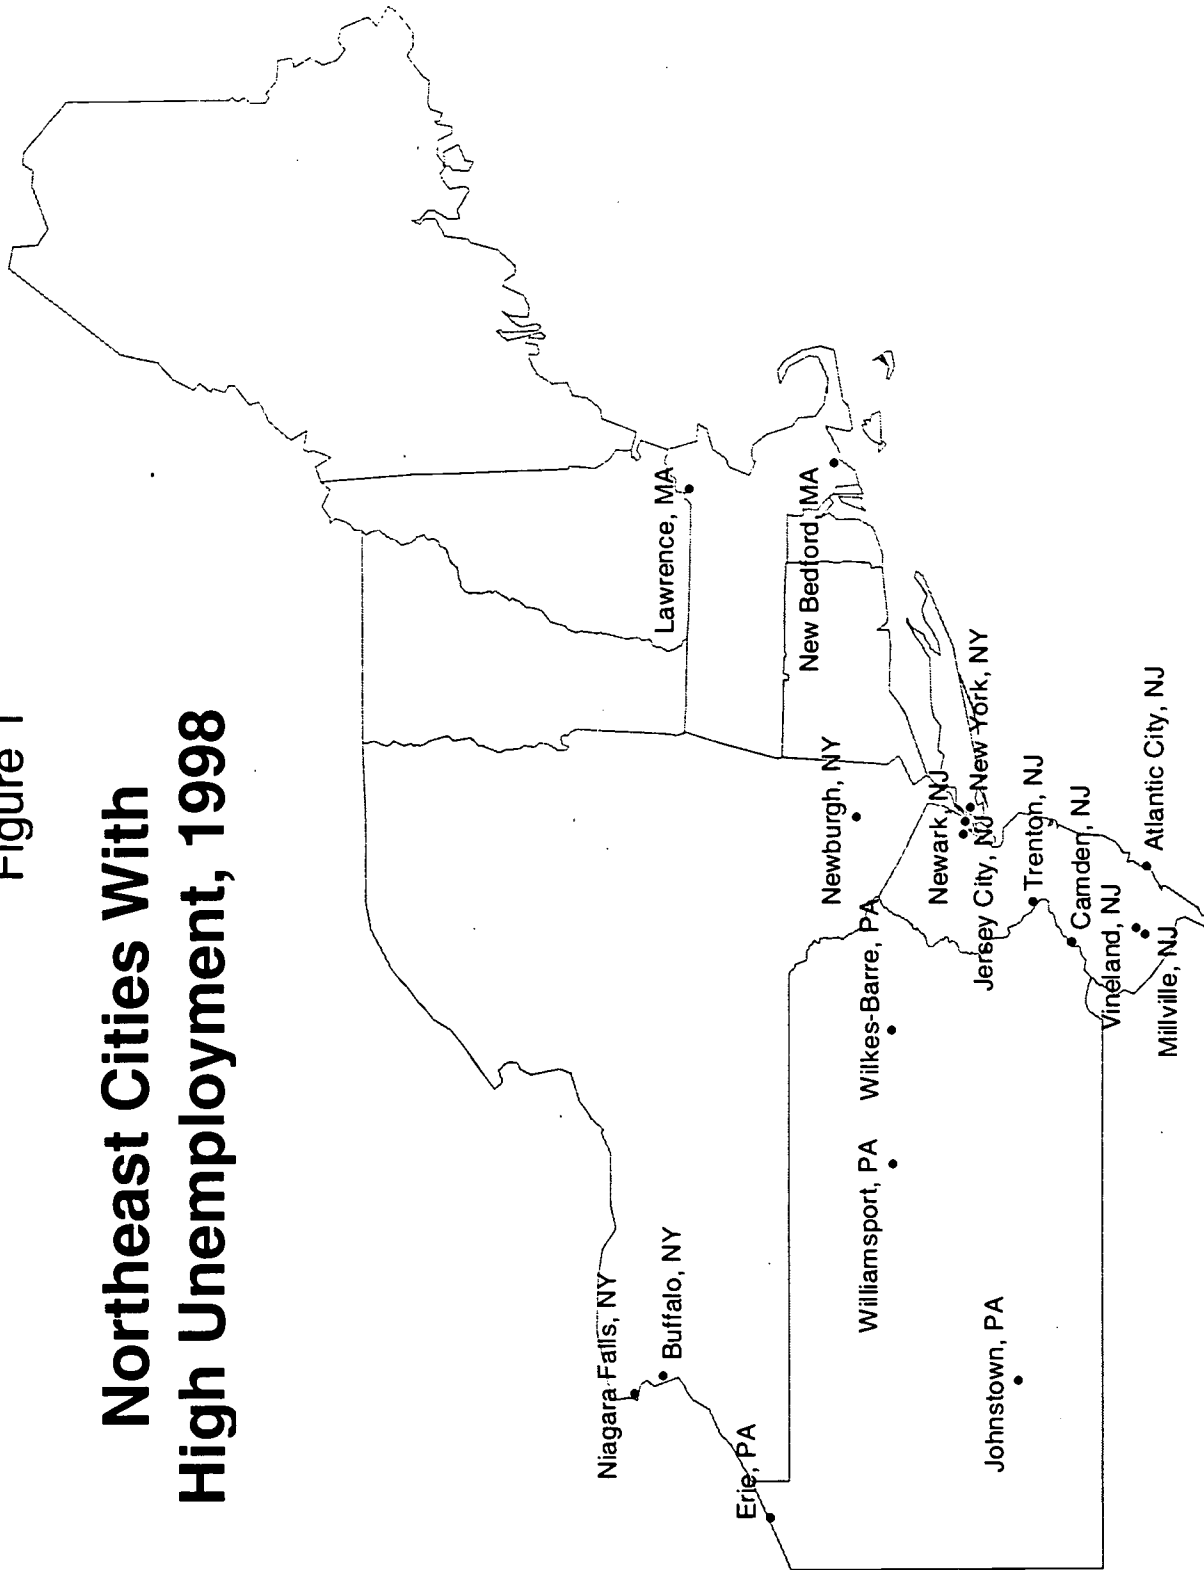 Figure 1
Northeast Cities With
High Unemployment, 1998
Niagara Falls, NY
Buffalo, NY
Erie, PA
Lawrence, MA
New Bedford, MA
Newburgh, NY
Williamsport, PA
Wilkes-Barre, PA
Newark, NJ
New York, NY
Jersey City, NJ
Johnstown, PA
Trenton, NJ
Camden, NJ
Vineland, NJ
Atlantic City, NJ
Millville, NJ